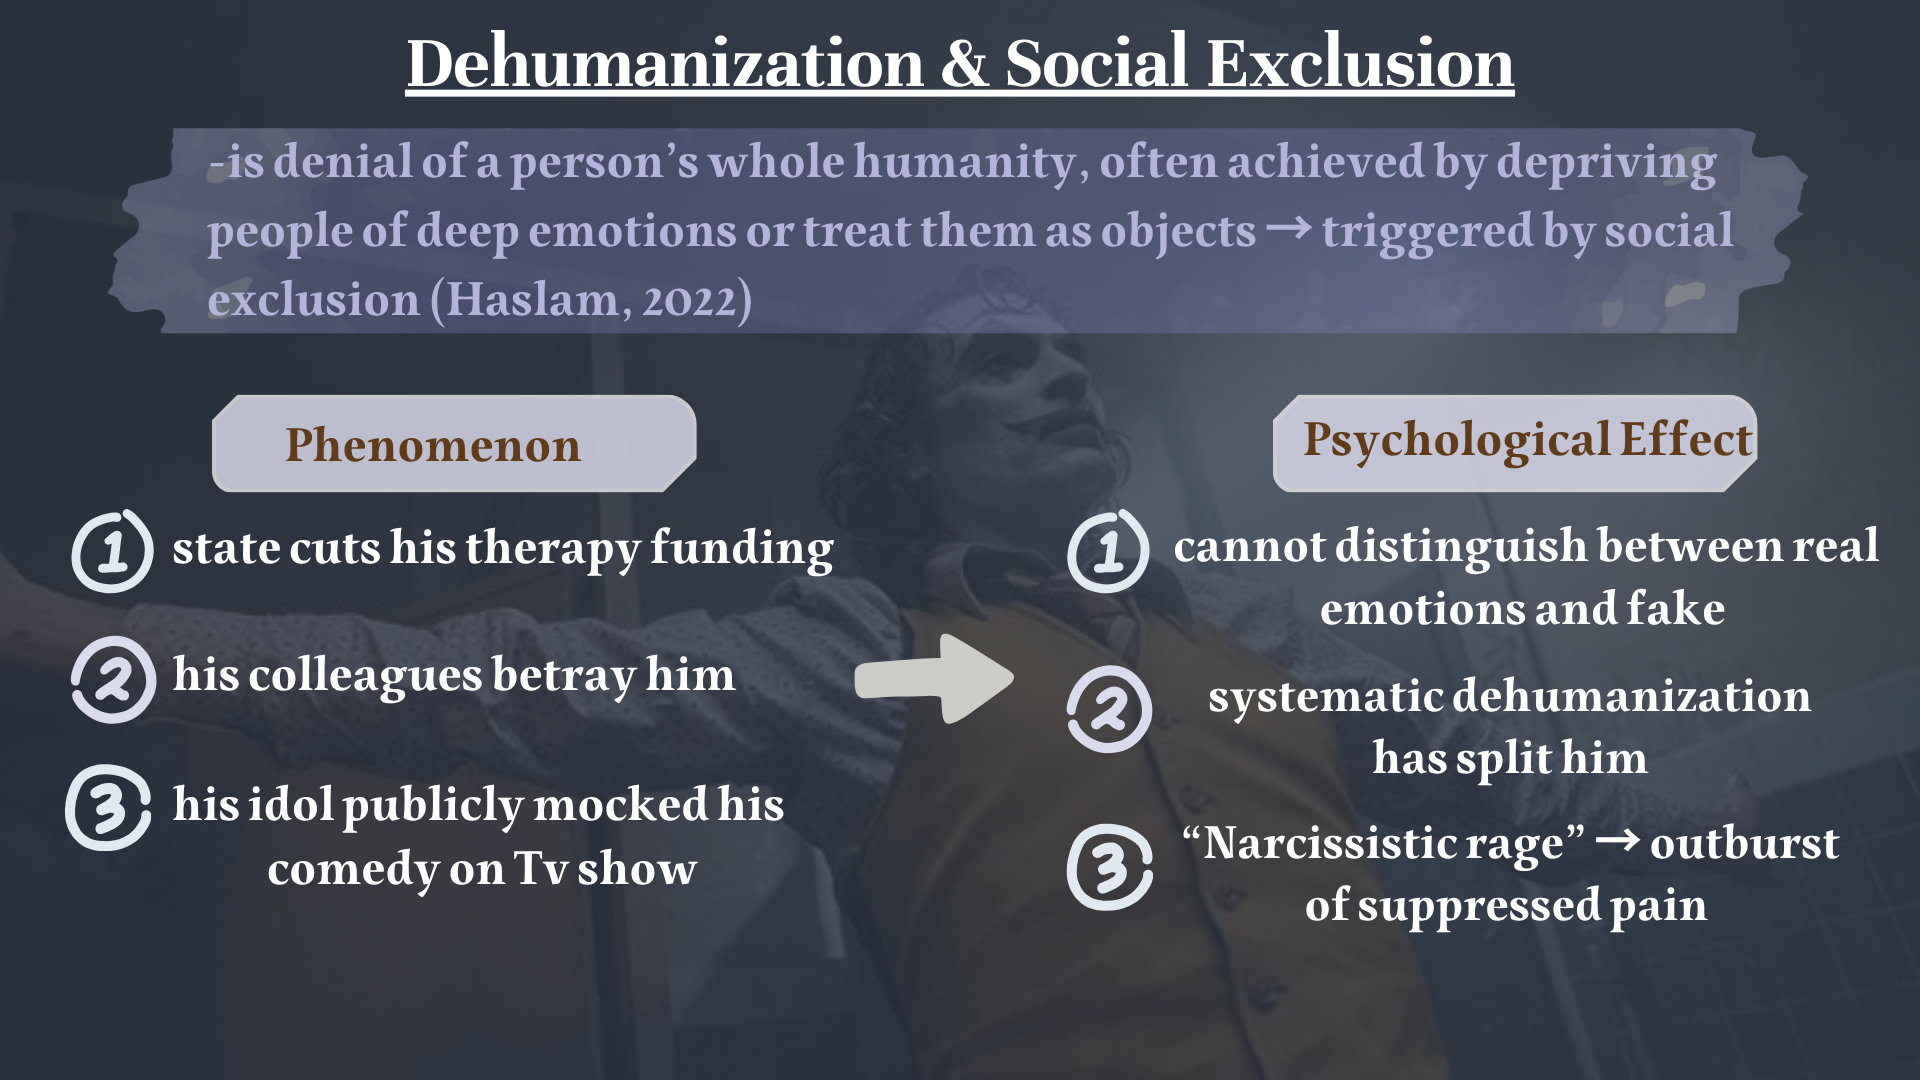 Dehumanization & Social Exclusion
-is denial of a person’s whole humanity, often achieved by depriving
people of deep emotions or treat them as objects → triggered by social
exclusion (Haslam, 2022)
Phenomenon
1 state cuts his therapy funding
2 his colleagues betray him
3 his idol publicly mocked his
comedy on Tv show
Psychological Effect
1 cannot distinguish between real
emotions and fake
2 systematic dehumanization
has split him
3 “Narcissistic rage” → outburst
of suppressed pain